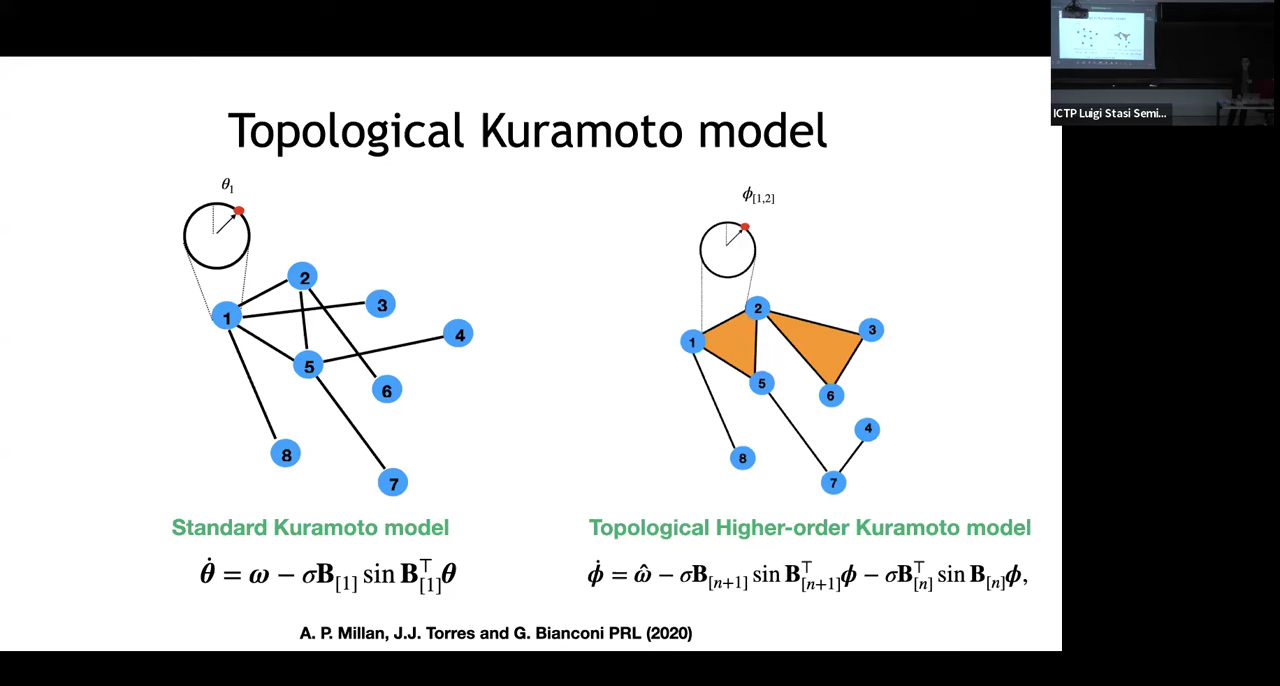 Topological Kuramoto model
ICTP Luigi Stasi Semi...
θ₁
1
2
3
4
5
6
7
8
Standard Kuramoto model
θ̇ = ω − σB[1] sin B⊤[1]θ
ϕ[1,2]
1
2
3
4
5
6
7
8
Topological Higher-order Kuramoto model
ϕ̇ = ω̂ − σB[n+1] sin B⊤[n+1]ϕ − σB⊤[n] sin B[n]ϕ,
A. P. Millan, J.J. Torres and G. Bianconi PRL (2020)